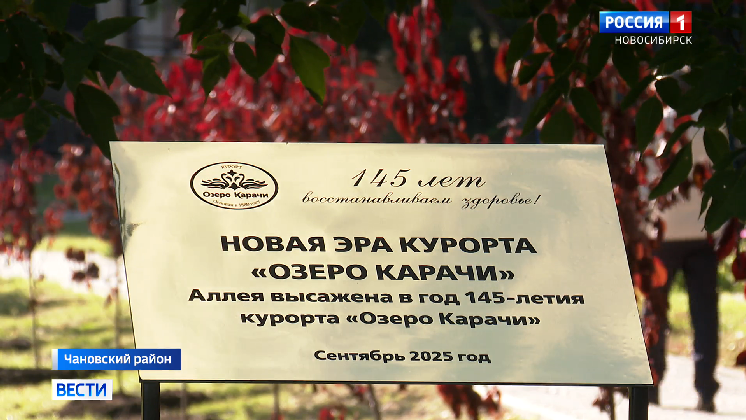 РОССИЯ 1
НОВОСИБИРСК
Озеро Карачи
145 лет
восстанавливаем здоровье!
НОВАЯ ЭРА КУРОРТА
«ОЗЕРО КАРАЧИ»
Аллея высажена в год 145-летия
курорта «Озеро Карачи»
Сентябрь 2025 год
Чановский район
ВЕСТИ